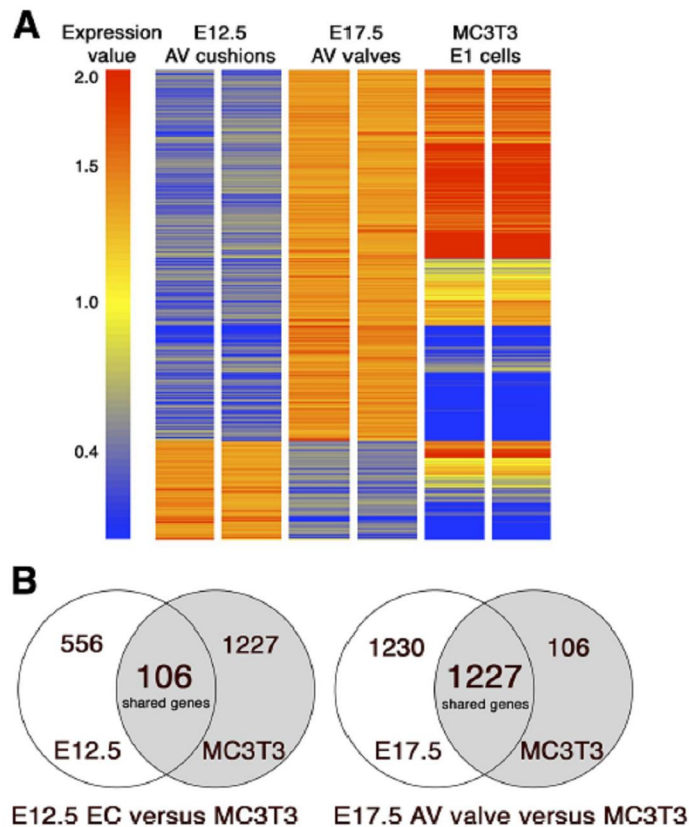 A
Expression value
E12.5 AV cushions
E17.5 AV valves
MC3T3 E1 cells
2.0
1.5
1.0
0.4
B
556
106
shared genes
1227
E12.5
MC3T3
E12.5 EC versus MC3T3
1230
1227
shared genes
106
E17.5
MC3T3
E17.5 AV valve versus MC3T3